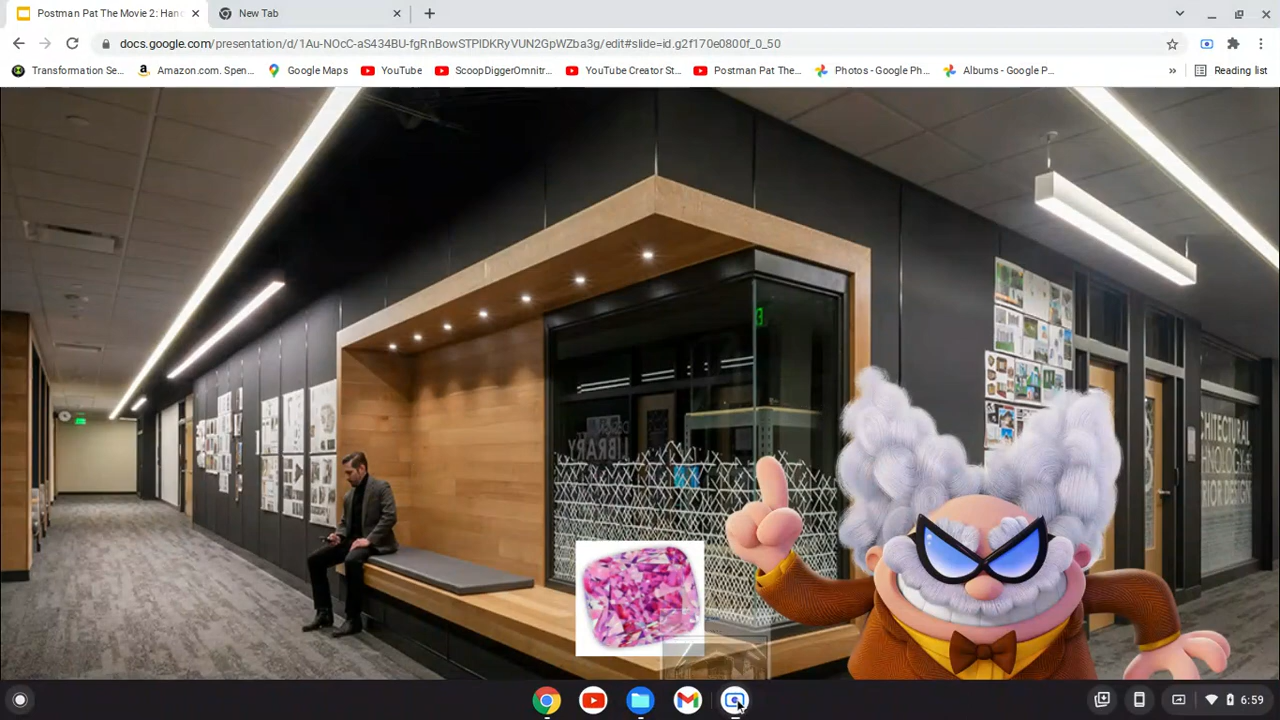 Postman Pat The Movie 2: Han
New Tab
docs.google.com/presentation/d/1Au-NOcC-aS434BU-fgRnBowSTPIDKRyVUN2GpWZba3g/edit#slide=id.g2f170e0800f_0_50
Transformation Se...
Amazon.com. Spen...
Google Maps
YouTube
ScoopDiggerOmnitr...
YouTube Creator St...
Postman Pat The...
Photos - Google Ph...
Albums - Google P...
»
Reading list
LIBRARY
6:59